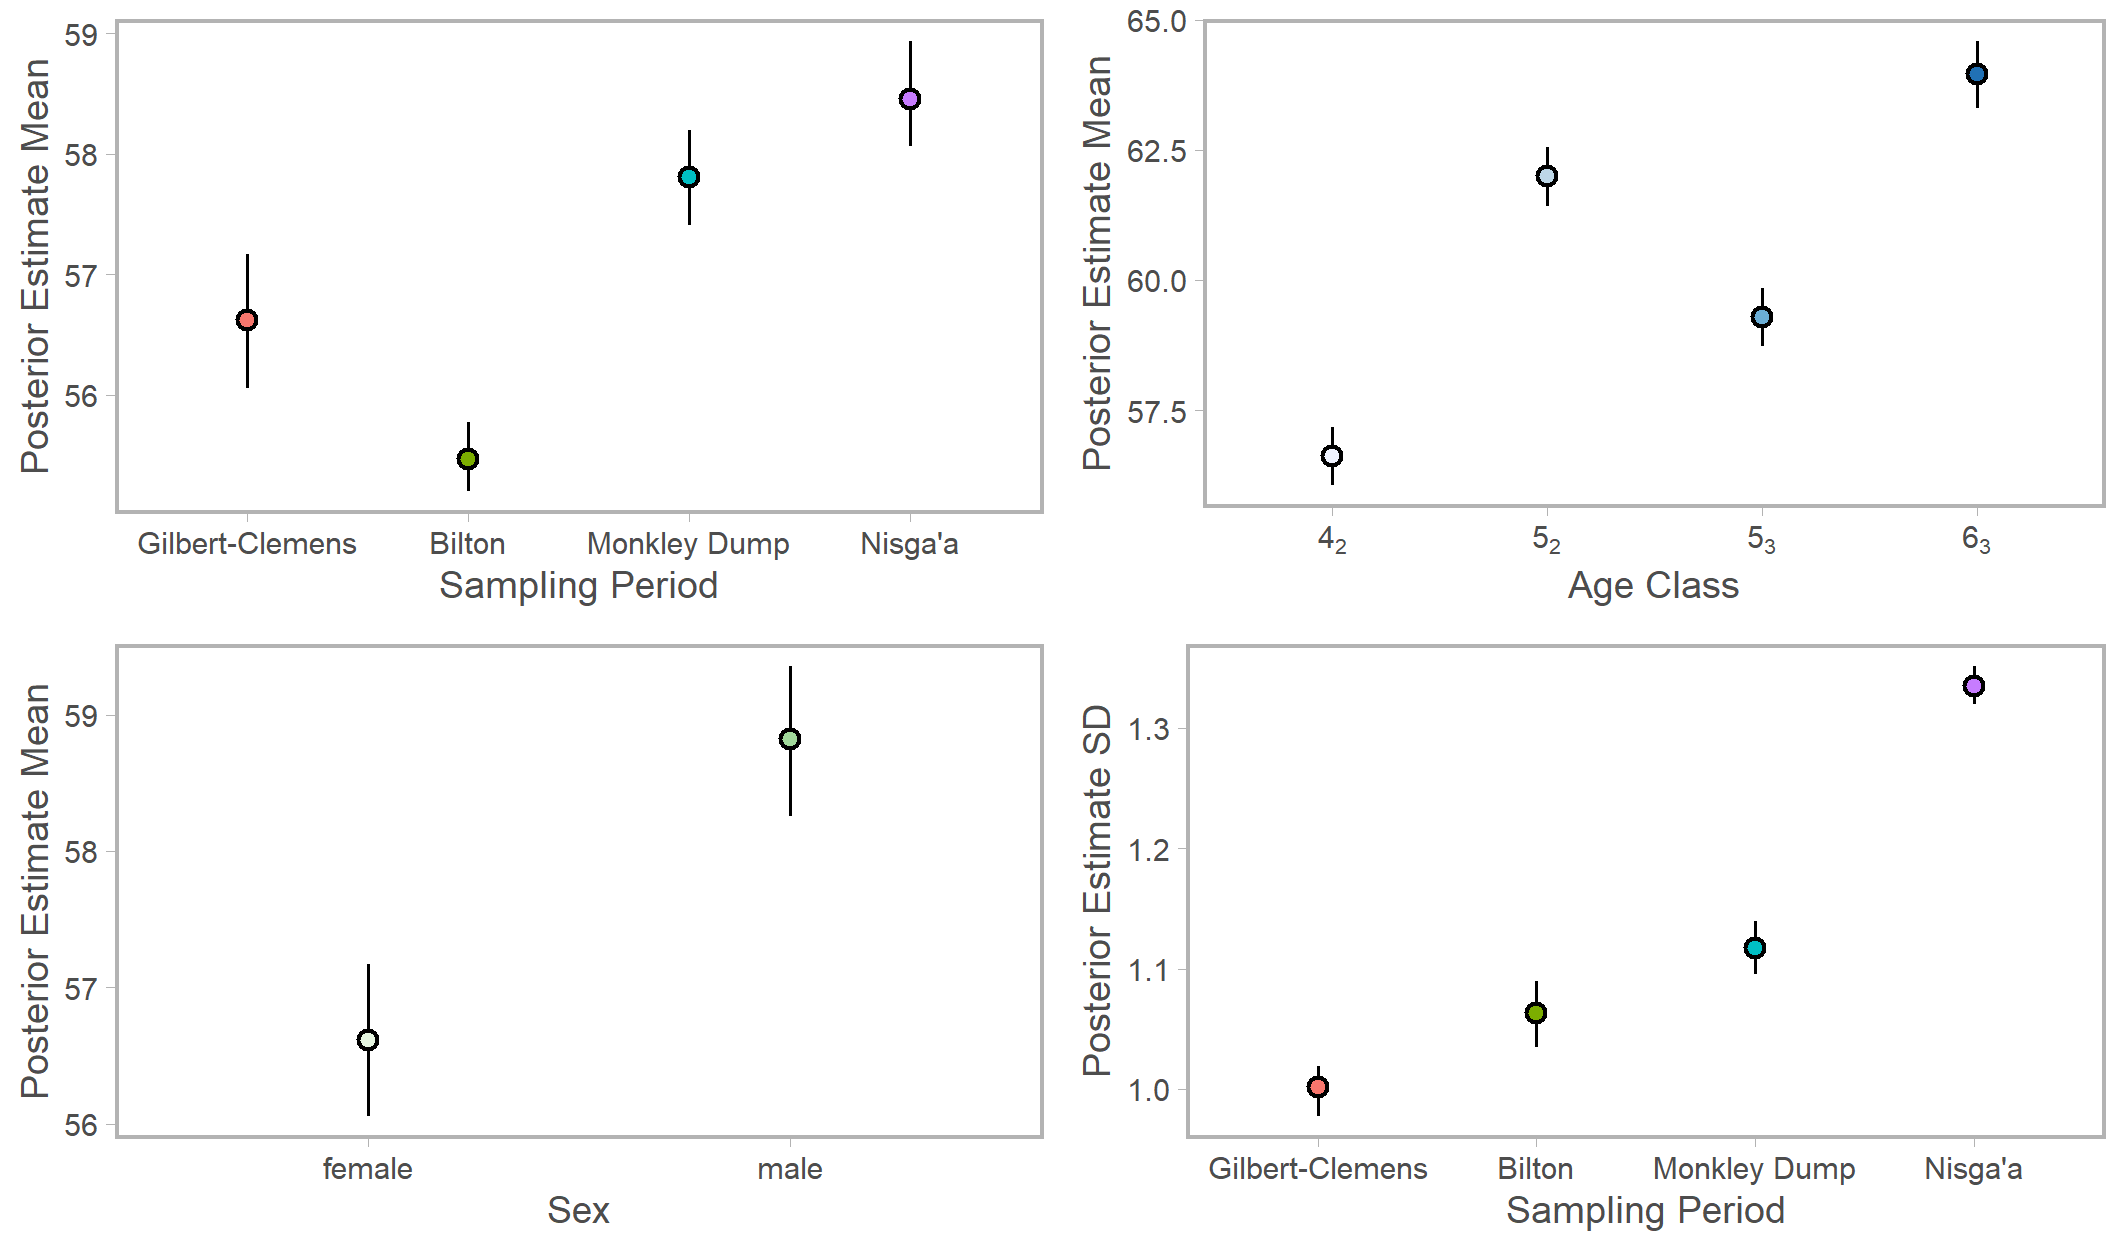 Posterior Estimate Mean
59
58
57
56
Gilbert-Clemens Bilton Monkley Dump Nisga'a
Sampling Period
Posterior Estimate Mean
65.0
62.5
60.0
57.5
4₂ 5₂ 5₃ 6₃
Age Class
Posterior Estimate Mean
59
58
57
56
female male
Sex
Posterior Estimate SD
1.3
1.2
1.1
1.0
Gilbert-Clemens Bilton Monkley Dump Nisga'a
Sampling Period